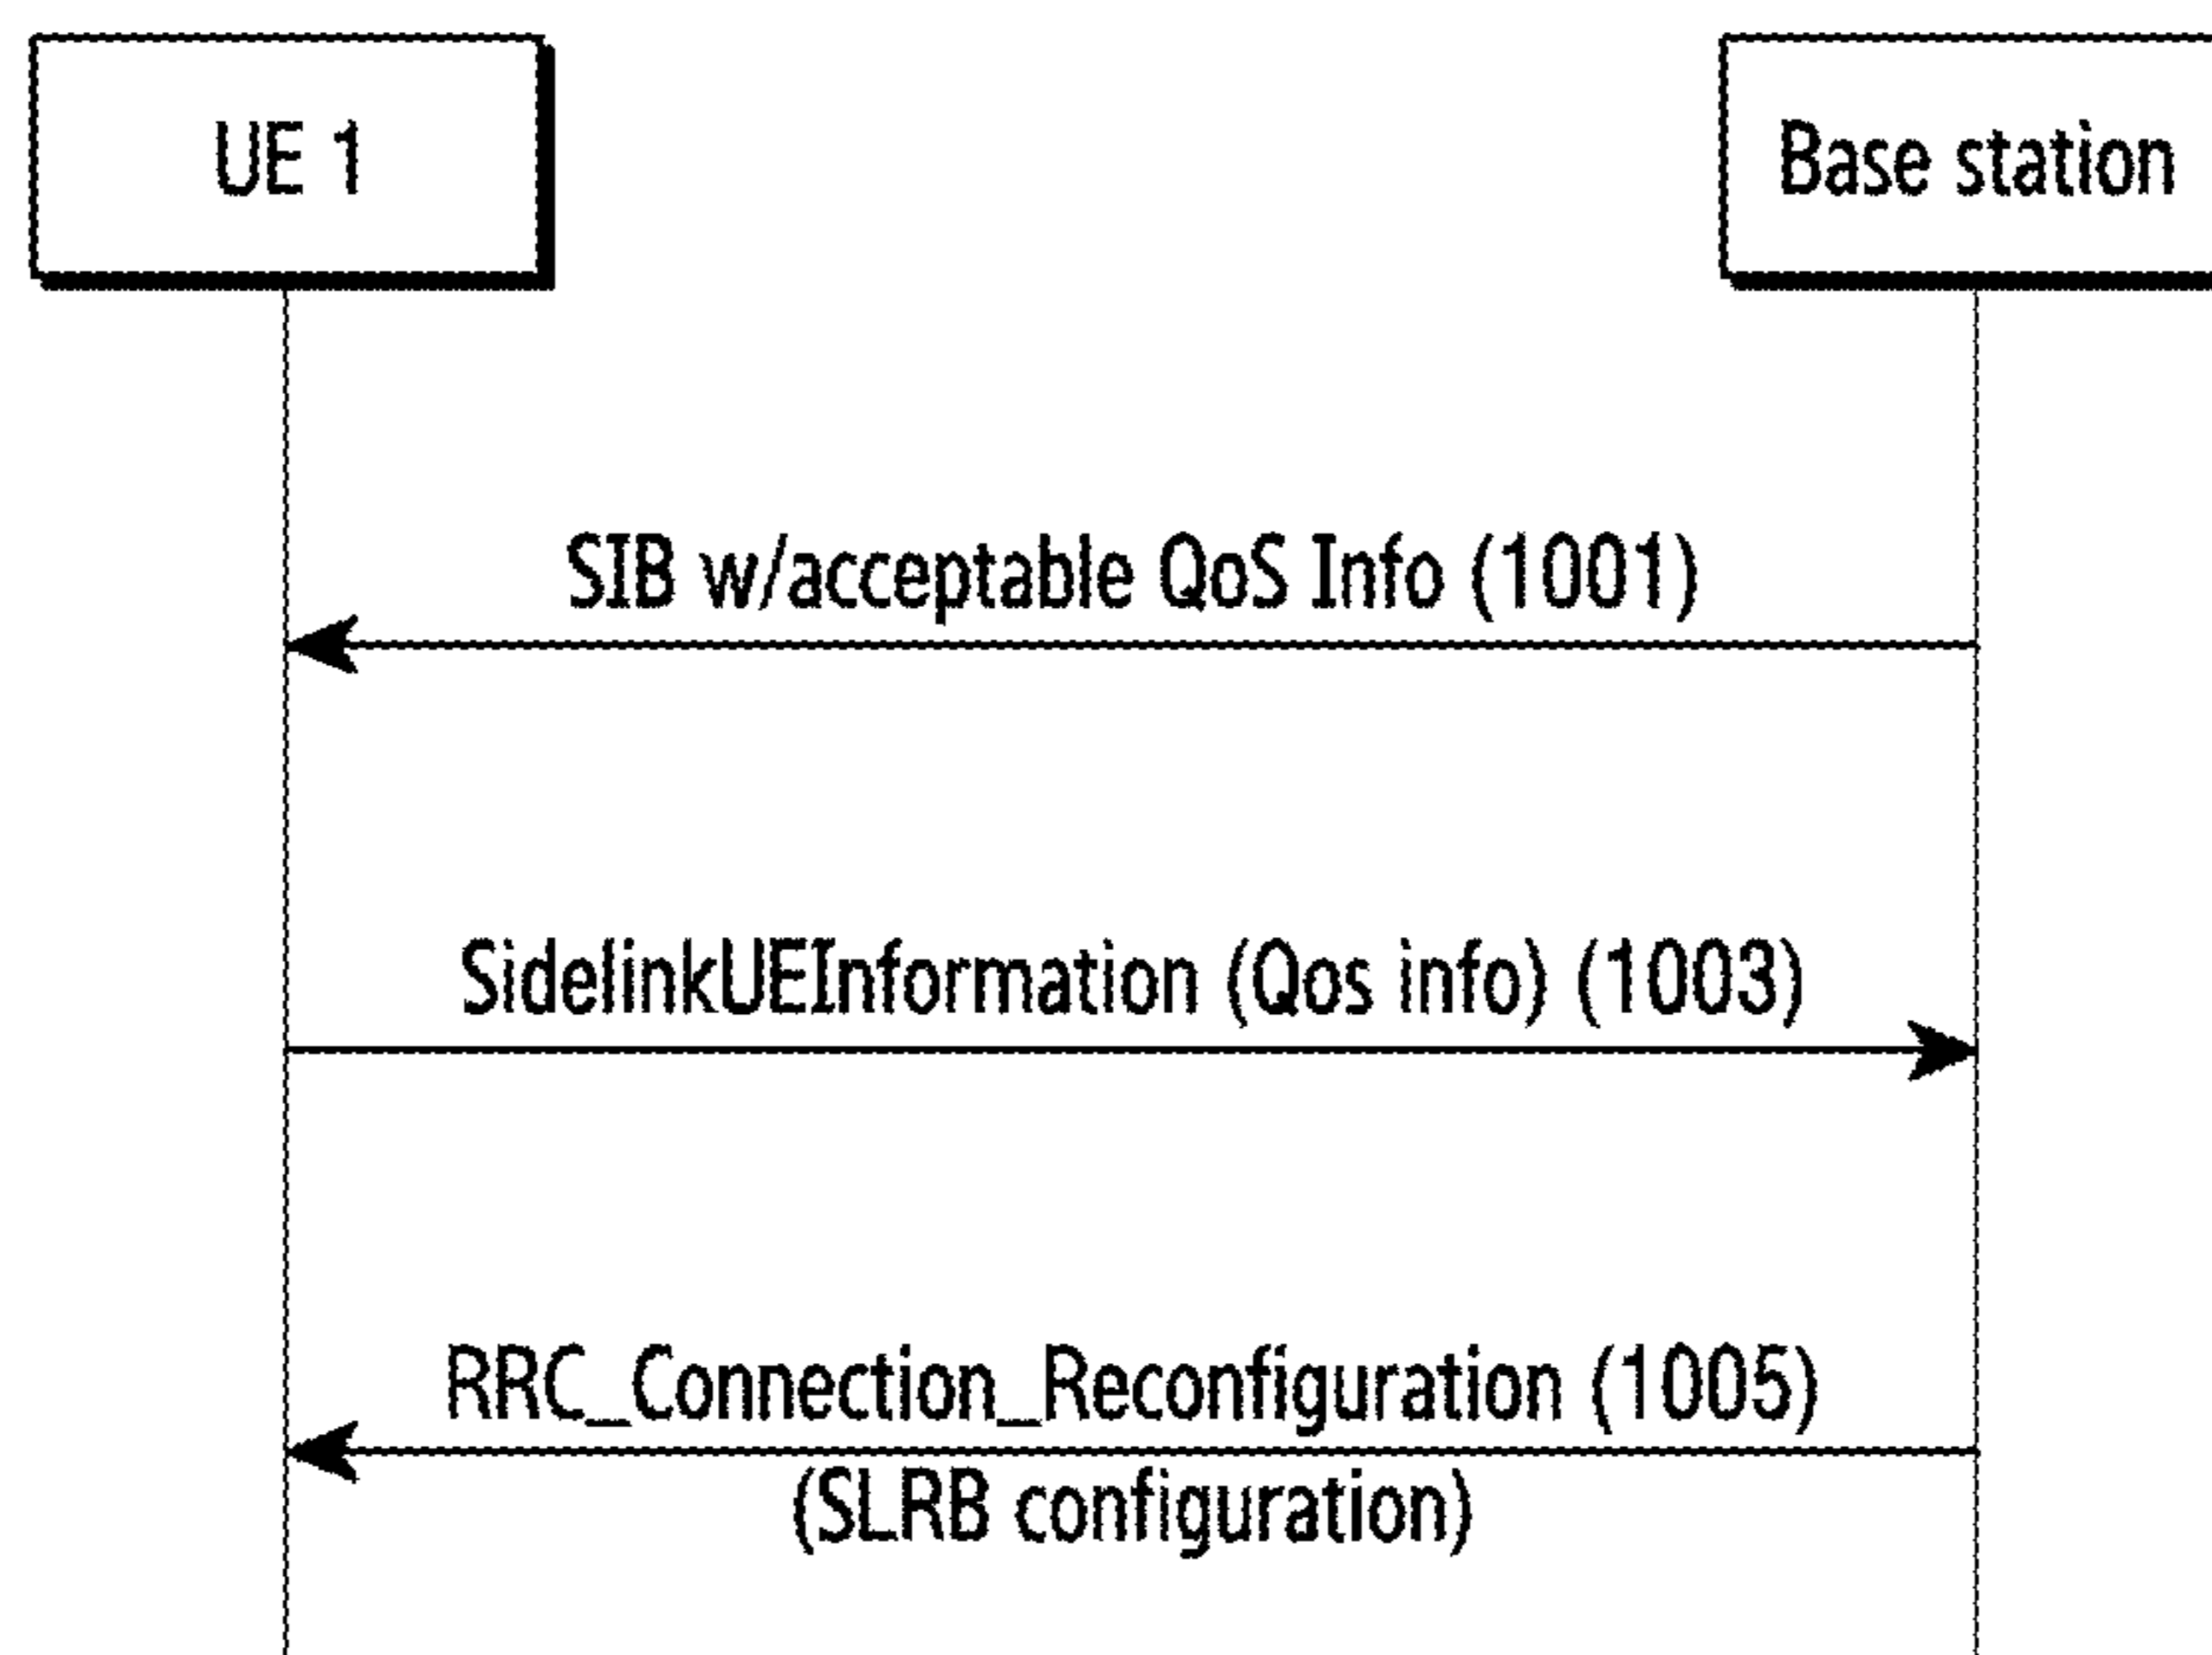 UE 1
Base station
SIB w/acceptable QoS Info (1001)
SidelinkUEInformation (Qos info) (1003)
RRC_Connection_Reconfiguration (1005)
(SLRB configuration)